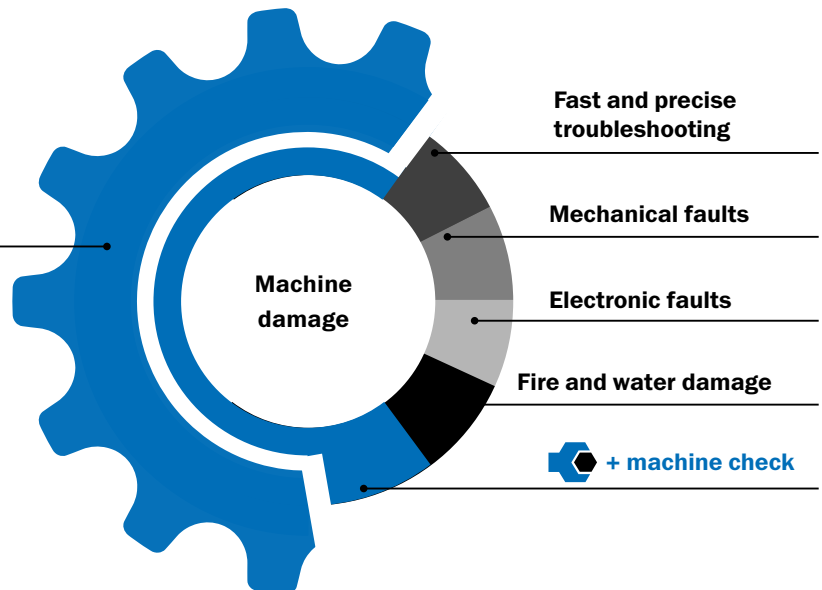 Fast and precise
troubleshooting
Mechanical faults
Machine
damage
Electronic faults
Fire and water damage
+ machine check